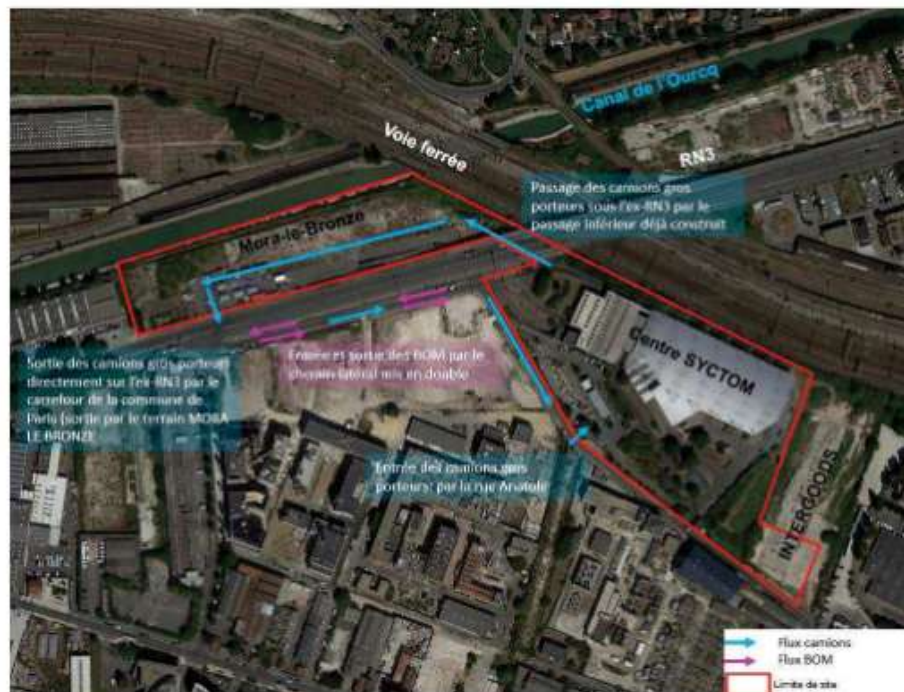 Canal de l'Ourcq
RN3
Voie ferrée
Passage des camions gros
porteurs sous l'ex-RN3 par le
passage inférieur déjà construit
Mora-le-Bronze
Sortie des camions gros porteurs
directement sur l'ex-RN3 par le
carrefour de la commune de
Paris (sortie par le terrain MORA
LE BRONZE
Entrée et sortie des BOM par le
chemin latéral mis en double
Centre SYCTOM
Entrée des camions gros
porteurs: par la rue Anatole
INTERGOODS
Flux camions
Flux BOM
Limite de site